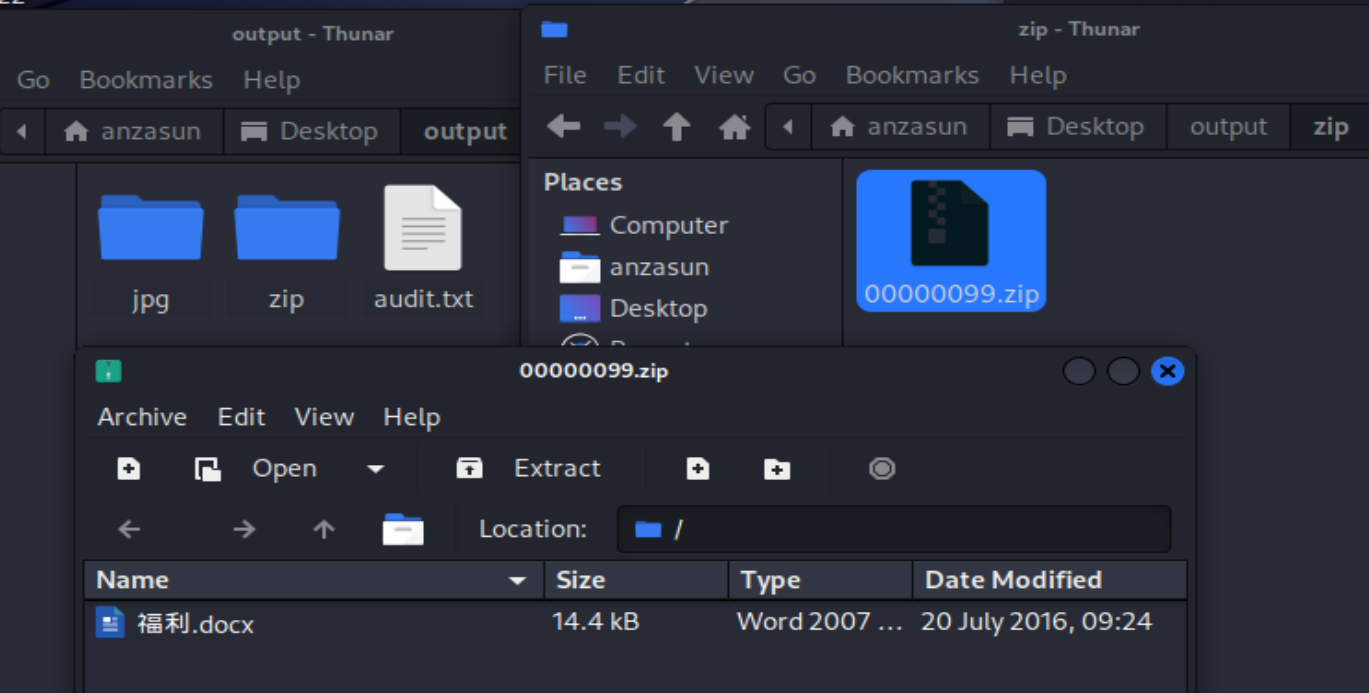 output - Thunar
Go Bookmarks Help
anzasun Desktop output
jpg zip audit.txt
zip - Thunar
File Edit View Go Bookmarks Help
anzasun Desktop output zip
Places
Computer
anzasun
Desktop
00000099.zip
00000099.zip
Archive Edit View Help
Open Extract
Location: /
Name Size Type Date Modified
福利.docx 14.4 kB Word 2007 ... 20 July 2016, 09:24